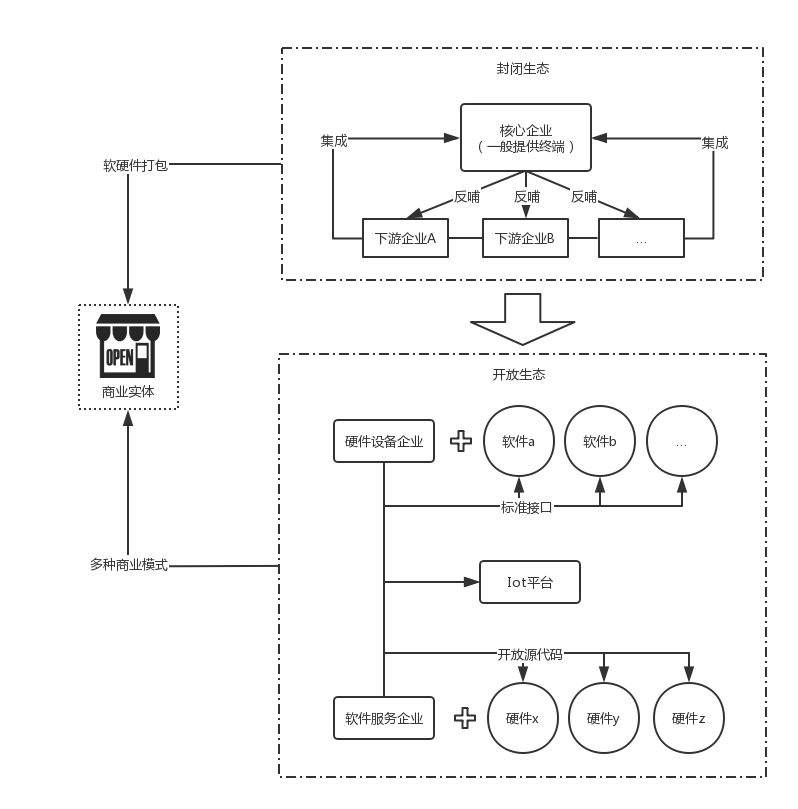 封闭生态
核心企业
（一般提供终端）
集成
集成
软硬件打包
反哺
反哺
反哺
下游企业A
下游企业B
...
OPEN
商业实体
开放生态
硬件设备企业
软件a
软件b
...
标准接口
多种商业模式
Iot平台
开放源代码
软件服务企业
硬件x
硬件y
硬件z